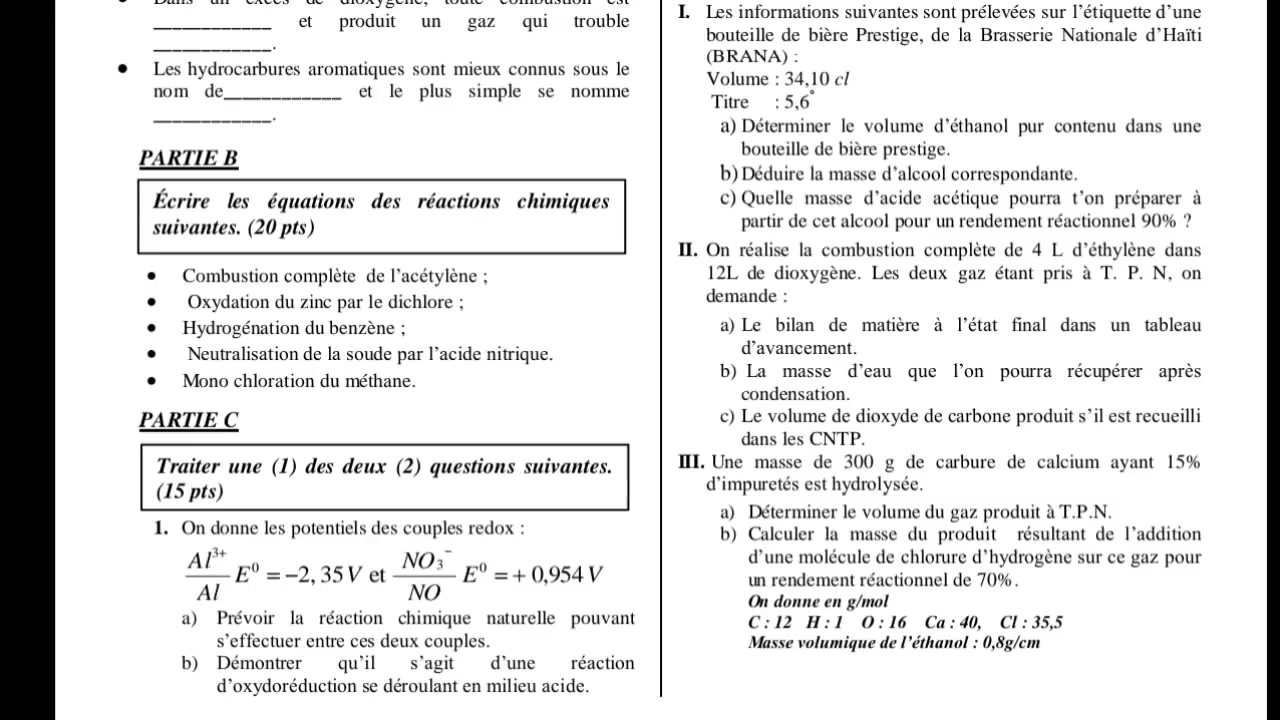 Dans un excès de dioxygène, toute combustion est
____________ et produit un gaz qui trouble
____________.
• Les hydrocarbures aromatiques sont mieux connus sous le
nom de____________ et le plus simple se nomme
____________.
PARTIE B
Écrire les équations des réactions chimiques
suivantes. (20 pts)
• Combustion complète de l'acétylène ;
• Oxydation du zinc par le dichlore ;
• Hydrogénation du benzène ;
• Neutralisation de la soude par l'acide nitrique.
• Mono chloration du méthane.
PARTIE C
Traiter une (1) des deux (2) questions suivantes.
(15 pts)
1. On donne les potentiels des couples redox :
Al³⁺/Al E⁰ = −2,35 V et NO₃⁻/NO E⁰ = + 0,954 V
a) Prévoir la réaction chimique naturelle pouvant
s'effectuer entre ces deux couples.
b) Démontrer qu'il s'agit d'une réaction
d'oxydoréduction se déroulant en milieu acide.
I. Les informations suivantes sont prélevées sur l'étiquette d'une
bouteille de bière Prestige, de la Brasserie Nationale d'Haïti
(BRANA) :
Volume : 34,10 cl
Titre : 5,6°
a) Déterminer le volume d'éthanol pur contenu dans une
bouteille de bière prestige.
b) Déduire la masse d'alcool correspondante.
c) Quelle masse d'acide acétique pourra t'on préparer à
partir de cet alcool pour un rendement réactionnel 90% ?
II. On réalise la combustion complète de 4 L d'éthylène dans
12L de dioxygène. Les deux gaz étant pris à T. P. N, on
demande :
a) Le bilan de matière à l'état final dans un tableau
d'avancement.
b) La masse d'eau que l'on pourra récupérer après
condensation.
c) Le volume de dioxyde de carbone produit s'il est recueilli
dans les CNTP.
III. Une masse de 300 g de carbure de calcium ayant 15%
d'impuretés est hydrolysée.
a) Déterminer le volume du gaz produit à T.P.N.
b) Calculer la masse du produit résultant de l'addition
d'une molécule de chlorure d'hydrogène sur ce gaz pour
un rendement réactionnel de 70%.
On donne en g/mol
C : 12 H : 1 O : 16 Ca : 40, Cl : 35,5
Masse volumique de l'éthanol : 0,8g/cm